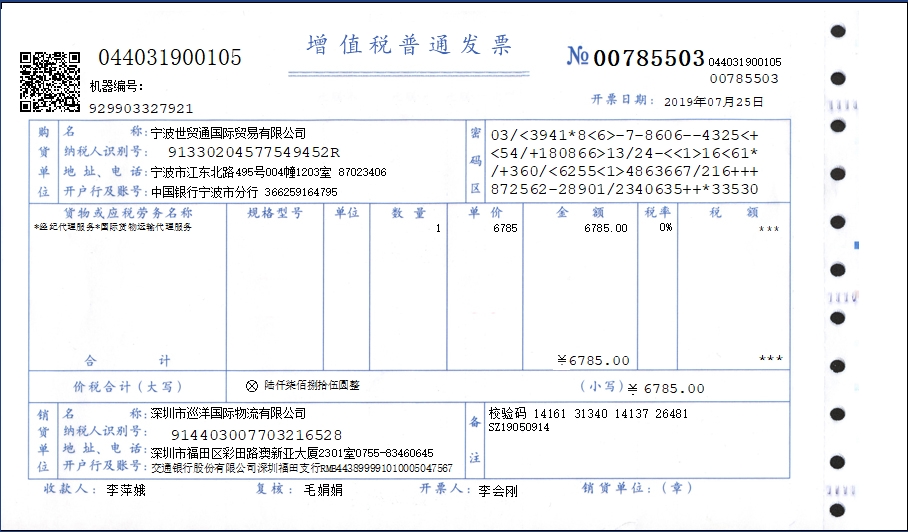 增值税普通发票
044031900105
№ 00785503 044031900105
00785503
机器编号:
929903327921
开票日期: 2019年07月25日
购货单位
名 称: 宁波世贸通国际贸易有限公司
纳税人识别号: 91330204577549452R
地 址、电 话: 宁波市江东北路495号004幢1203室 87023406
开户行及账号: 中国银行宁波市分行 366259164795
密码区
03/<3941*8<6>-7-8606--4325<+
<54/+180866>13/24-<<1>16<61*
/+360/<6255<1>4863667/216+++
872562-28901/2340635++*33530
货物或应税劳务名称 规格型号 单位 数 量 单 价 金 额 税率 税 额
*经纪代理服务*国际货物运输代理服务 1 6785 6785.00 0% ***
合 计 ¥6785.00 ***
价税合计(大写) ⊗ 陆仟柒佰捌拾伍圆整 (小写) ¥ 6785.00
销货单位
名 称: 深圳市巡洋国际物流有限公司
纳税人识别号: 914403007703216528
地 址、电 话: 深圳市福田区彩田路澳新亚大厦2301室0755-83460645
开户行及账号: 交通银行股份有限公司深圳福田支行RMB443899991010005047567
备注
校验码 14161 31340 14137 26481
SZ19050914
收款人: 李萍娥 复核: 毛娟娟 开票人: 李会刚 销货单位:(章)